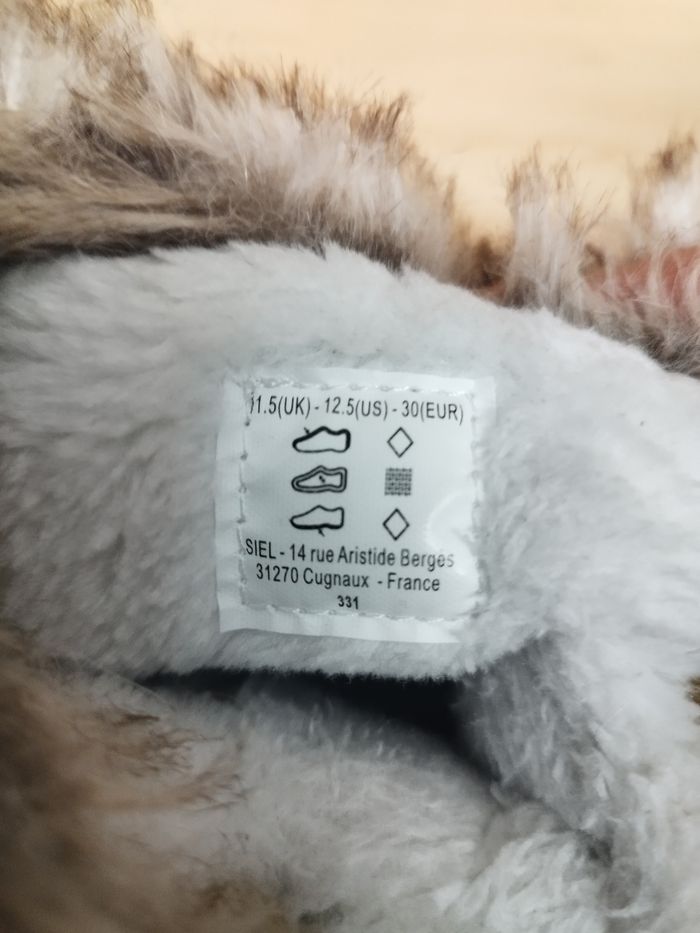 11.5(UK) - 12.5(US) - 30(EUR)
SIEL - 14 rue Aristide Berges
31270 Cugnaux - France
331